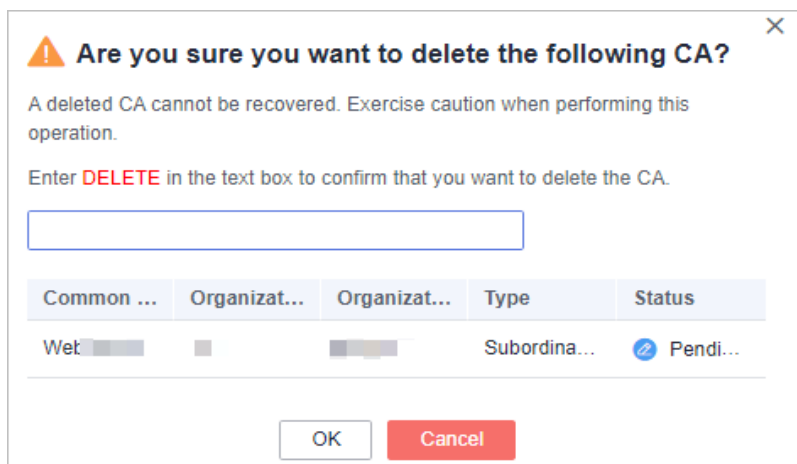 Are you sure you want to delete the following CA?
A deleted CA cannot be recovered. Exercise caution when performing this
operation.
Enter DELETE in the text box to confirm that you want to delete the CA.
Common ... Organizat... Organizat... Type Status
Web Subordina... Pendi...
OK Cancel